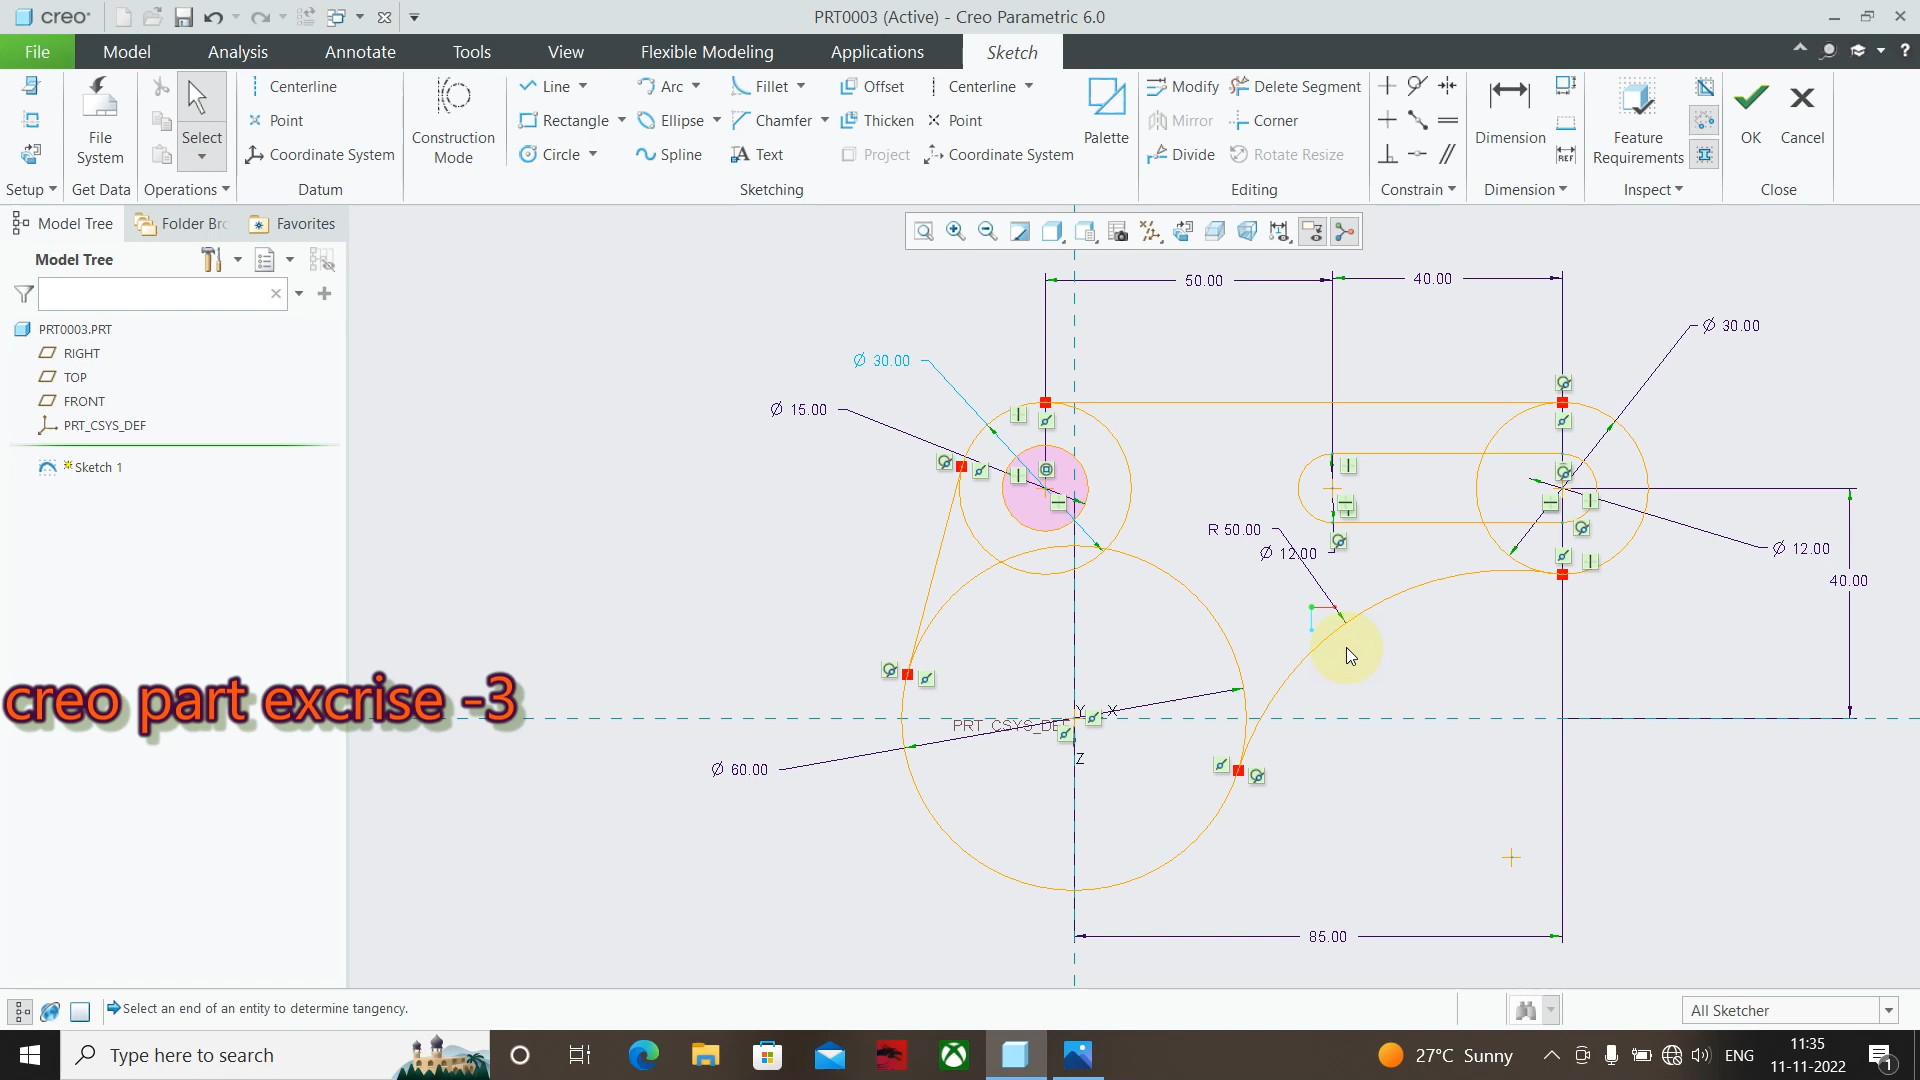 creo
PRT0003 (Active) - Creo Parametric 6.0
File Model Analysis Annotate Tools View Flexible Modeling Applications Sketch
Centerline Line Arc Fillet Offset Centerline Modify Delete Segment
Point Rectangle Ellipse Chamfer Thicken Point Mirror Corner
Coordinate System Circle Spline Text Project Coordinate System Divide Rotate Resize
File System
Select
Construction Mode
Palette
Dimension
Feature Requirements
OK
Cancel
Setup Get Data Operations Datum Sketching Editing Constrain Dimension Inspect Close
Model Tree Folder Br Favorites
Model Tree
PRT0003.PRT
RIGHT
TOP
FRONT
PRT_CSYS_DEF
Sketch 1
creo part excrise -3
50.00
40.00
Ø 30.00
Ø 30.00
Ø 15.00
R 50.00
Ø 12.00
Ø 12.00
40.00
Y X
PRT_CSYS_DE
Z
Ø 60.00
85.00
Select an end of an entity to determine tangency.
All Sketcher
Type here to search
27°C Sunny
ENG
11:35
11-11-2022
1